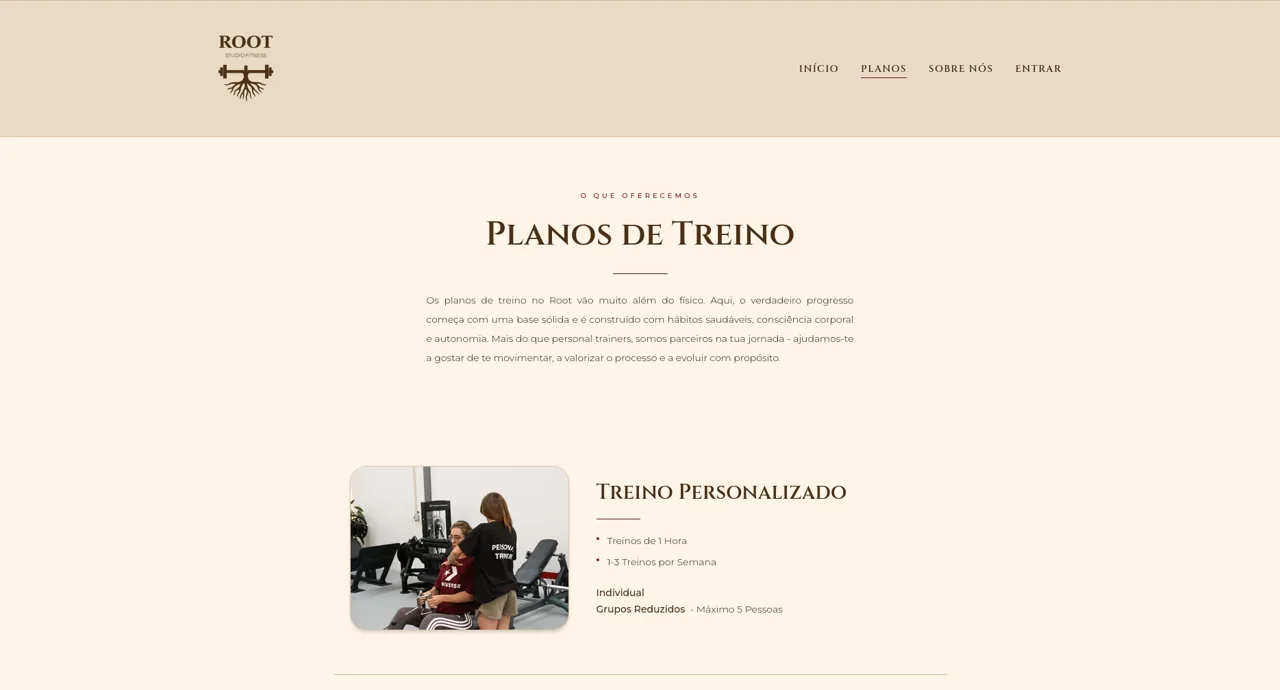 ROOT
STUDIO FITNESS
INÍCIO PLANOS SOBRE NÓS ENTRAR
O QUE OFERECEMOS
PLANOS DE TREINO
Os planos de treino no Root vão muito além do físico. Aqui, o verdadeiro progresso
começa com uma base sólida e é construído com hábitos saudáveis, consciência corporal
e autonomia. Mais do que personal trainers, somos parceiros na tua jornada - ajudamos-te
a gostar de te movimentar, a valorizar o processo e a evoluir com propósito.
TREINO PERSONALIZADO
• Treinos de 1 Hora
• 1-3 Treinos por Semana
Individual
Grupos Reduzidos - Máximo 5 Pessoas